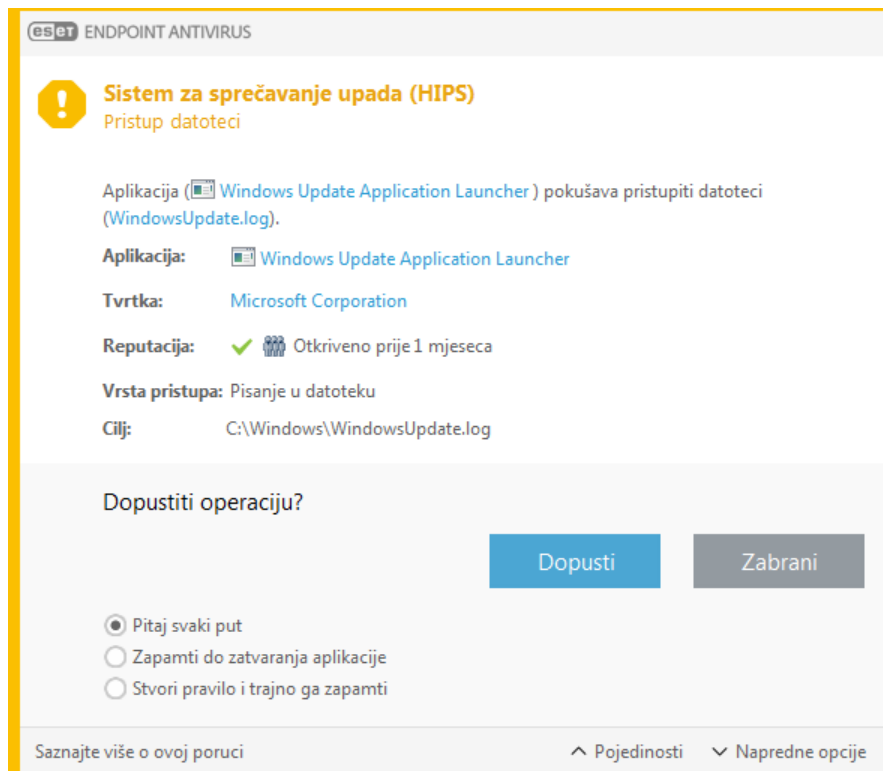 eset ENDPOINT ANTIVIRUS
Sistem za sprečavanje upada (HIPS)
Pristup datoteci
Aplikacija ( Windows Update Application Launcher ) pokušava pristupiti datoteci
(WindowsUpdate.log).
Aplikacija: Windows Update Application Launcher
Tvrtka: Microsoft Corporation
Reputacija: Otkriveno prije 1 mjeseca
Vrsta pristupa: Pisanje u datoteku
Cilj: C:\Windows\WindowsUpdate.log
Dopustiti operaciju?
Dopusti Zabrani
Pitaj svaki put
Zapamti do zatvaranja aplikacije
Stvori pravilo i trajno ga zapamti
Saznajte više o ovoj poruci Pojedinosti Napredne opcije